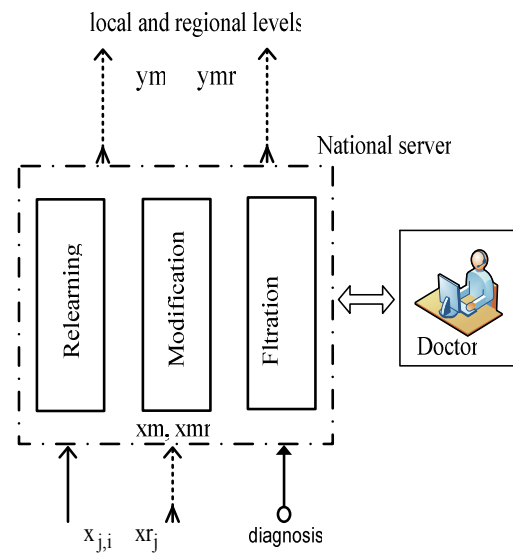 local and regional levels
ym ymr
National server
Relearning
Modification
Fltration
Doctor
xm, xmr
x j,i xr j
diagnosis